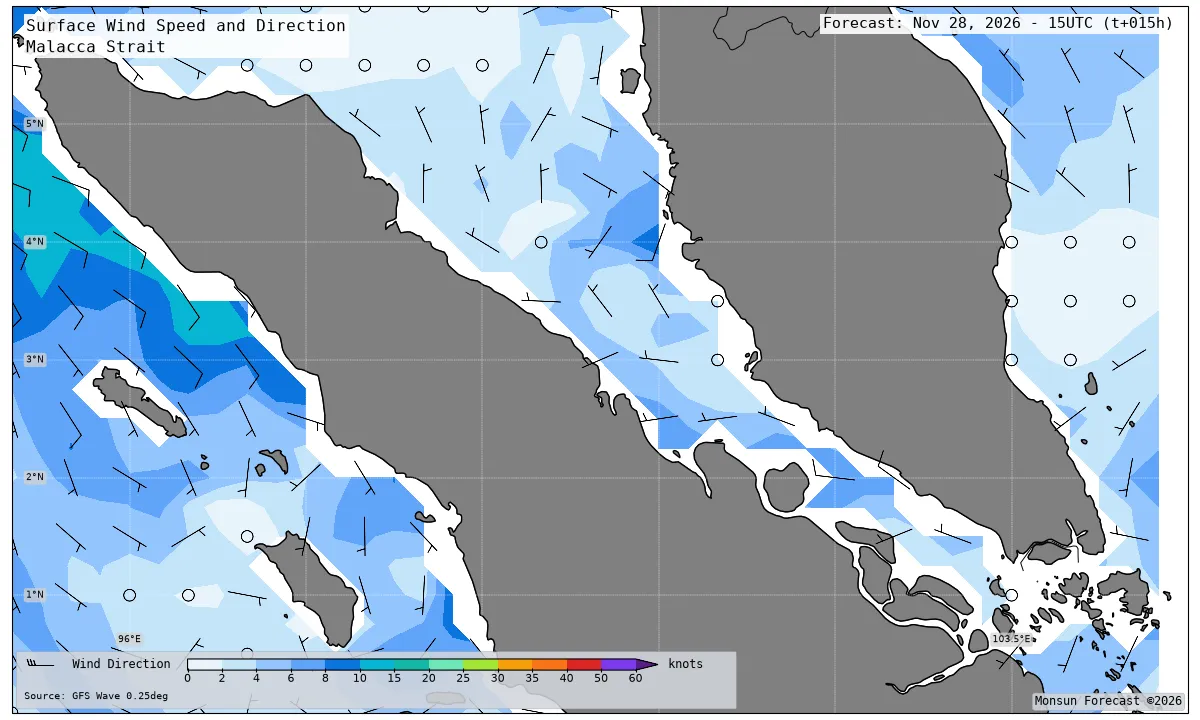 Surface Wind Speed and Direction
Malacca Strait
Forecast: Nov 28, 2026 - 15UTC (t+015h)
5°N
4°N
3°N
2°N
1°N
96°E
103.5°E
Wind Direction
knots
0 2 4 6 8 10 15 20 25 30 35 40 50 60
Source: GFS Wave 0.25deg
Monsun Forecast ©2026